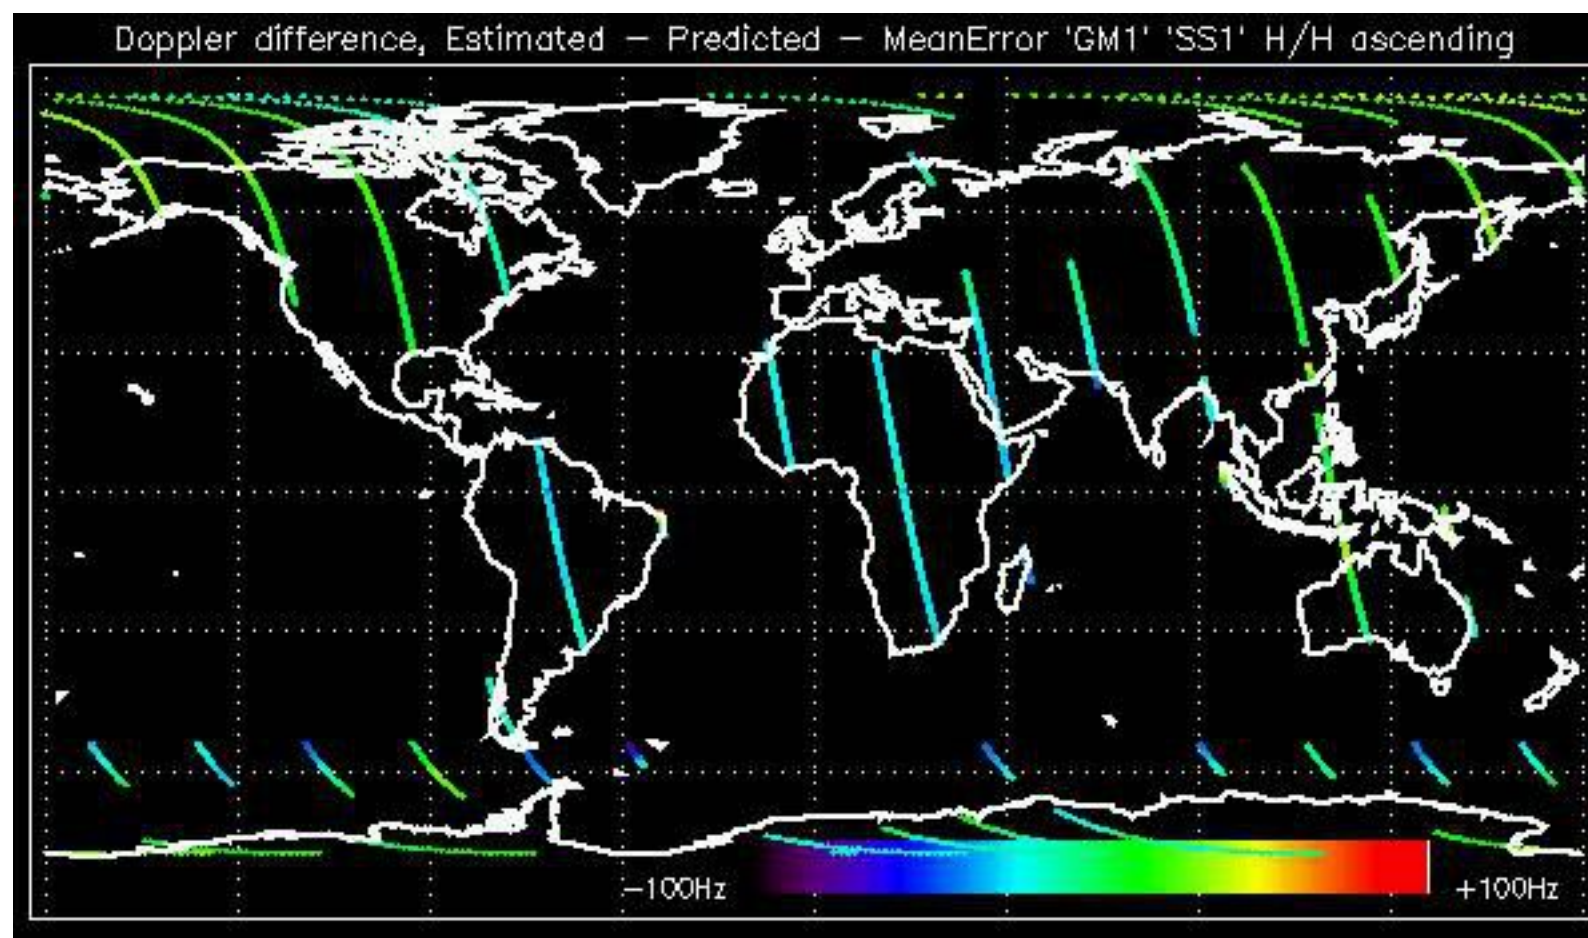 Doppler difference, Estimated – Predicted – MeanError 'GM1' 'SS1' H/H ascending
–100Hz
+100Hz